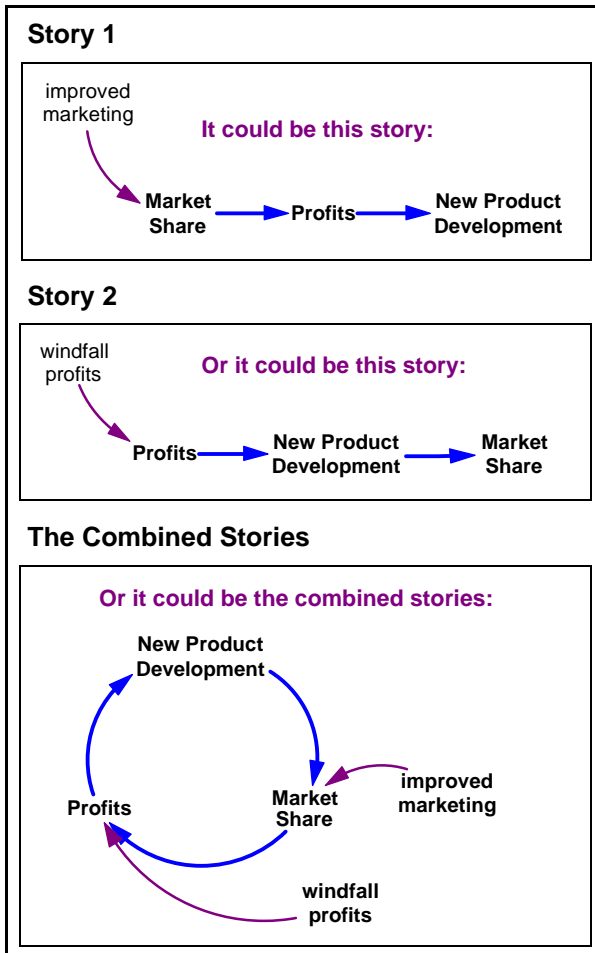 Story 1
improved
marketing
It could be this story:
Market
Share
Profits
New Product
Development
Story 2
windfall
profits
Or it could be this story:
Profits
New Product
Development
Market
Share
The Combined Stories
Or it could be the combined stories:
New Product
Development
improved
marketing
Market
Share
Profits
windfall
profits